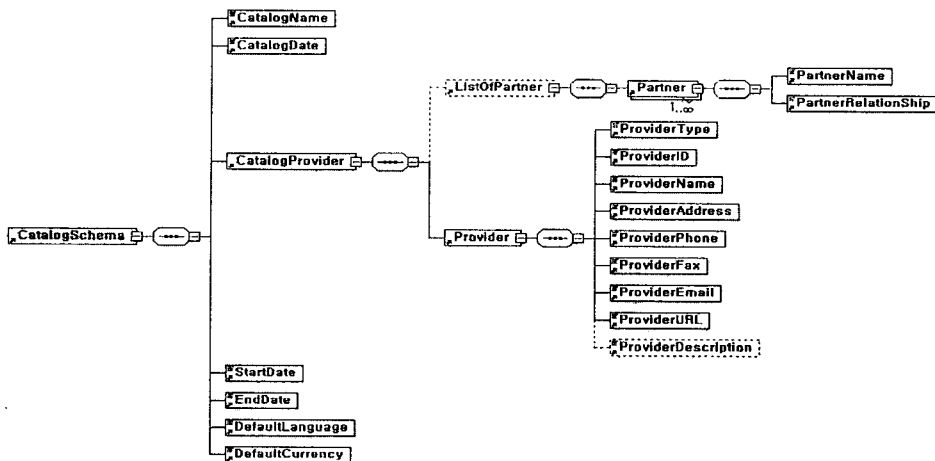 CatalogName
CatalogDate
ListOfPartner
Partner
1..∞
PartnerName
PartnerRelationShip
CatalogProvider
ProviderType
ProviderID
ProviderName
ProviderAddress
CatalogSchema
Provider
ProviderPhone
ProviderFax
ProviderEmail
ProviderURL
ProviderDescription
StartDate
EndDate
DefaultLanguage
DefaultCurrency